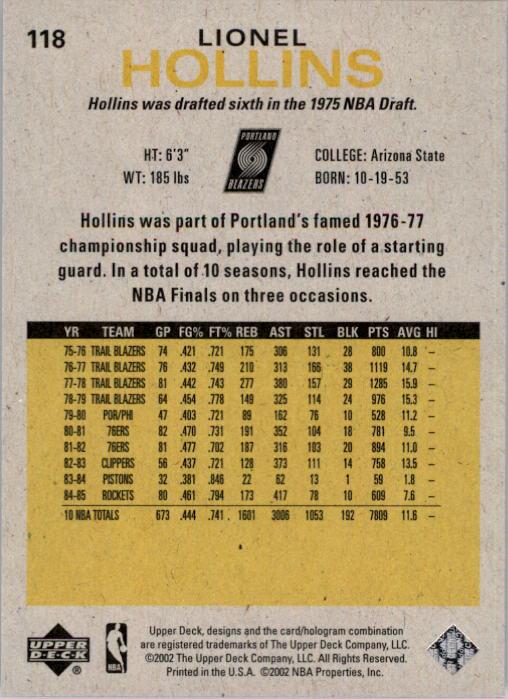 118
LIONEL
HOLLINS
Hollins was drafted sixth in the 1975 NBA Draft.
HT: 6'3"
WT: 185 lbs
PORTLAND
BLAZERS
COLLEGE: Arizona State
BORN: 10-19-53
Hollins was part of Portland's famed 1976-77
championship squad, playing the role of a starting
guard. In a total of 10 seasons, Hollins reached the
NBA Finals on three occasions.
YR TEAM GP FG% FT% REB AST STL BLK PTS AVG HI
75-76 TRAIL BLAZERS 74 .421 .721 175 306 131 28 800 10.8 –
76-77 TRAIL BLAZERS 76 .432 .749 210 313 166 38 1119 14.7 –
77-78 TRAIL BLAZERS 81 .442 .743 277 380 157 29 1285 15.9 –
78-79 TRAIL BLAZERS 64 .454 .778 149 325 114 24 976 15.3 –
79-80 POR/PHI 47 .403 .721 89 162 76 10 528 11.2 –
80-81 76ERS 82 .470 .731 191 352 104 18 781 9.5 –
81-82 76ERS 81 .477 .702 187 316 103 20 894 11.0 –
82-83 CLIPPERS 56 .437 .721 128 373 111 14 758 13.5 –
83-84 PISTONS 32 .381 .846 22 62 13 1 59 1.8 –
84-85 ROCKETS 80 .461 .794 173 417 78 10 609 7.6 –
10 NBA TOTALS 673 .444 .741 1601 3006 1053 192 7809 11.6 –
UPPER
DECK
®
NBA
Upper Deck, designs and the card/hologram combination
are registered trademarks of The Upper Deck Company, LLC.
©2002 The Upper Deck Company, LLC. All Rights Reserved.
Printed in the U.S.A. ©2002 NBA Properties, Inc.